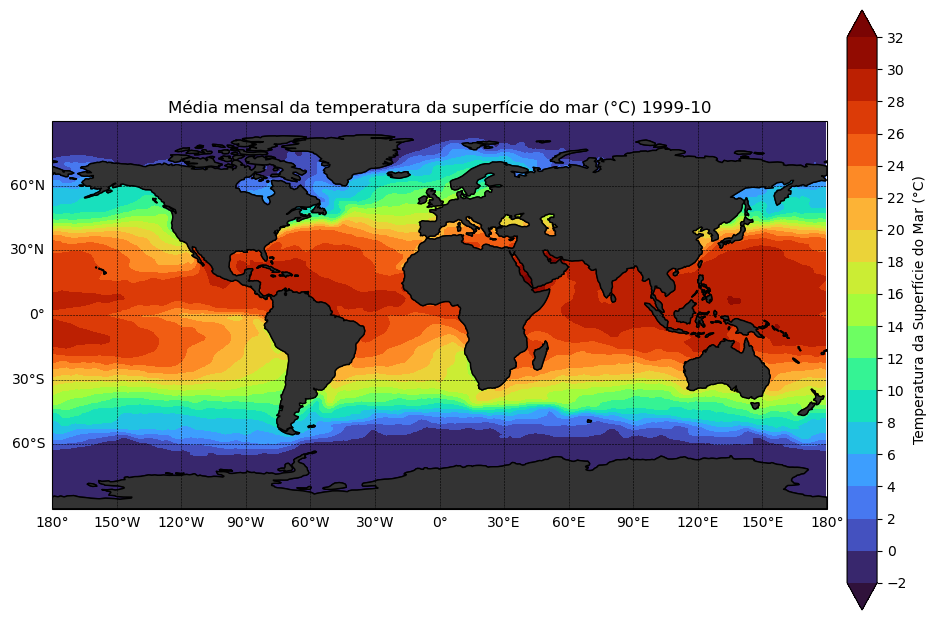 Média mensal da temperatura da superfície do mar (°C) 1999-10
60°N
30°N
0°
30°S
60°S
180° 150°W 120°W 90°W 60°W 30°W 0° 30°E 60°E 90°E 120°E 150°E 180°
32
30
28
26
24
22
20
18
16
14
12
10
8
6
4
2
0
−2
Temperatura da Superfície do Mar (°C)